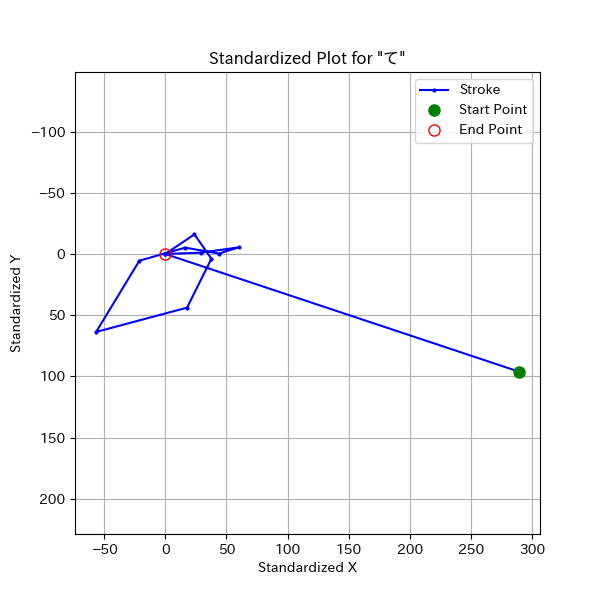 Standardized Plot for "て"
Stroke
Start Point
End Point
−100
−50
0
50
100
150
200
Standardized Y
−50 0 50 100 150 200 250 300
Standardized X